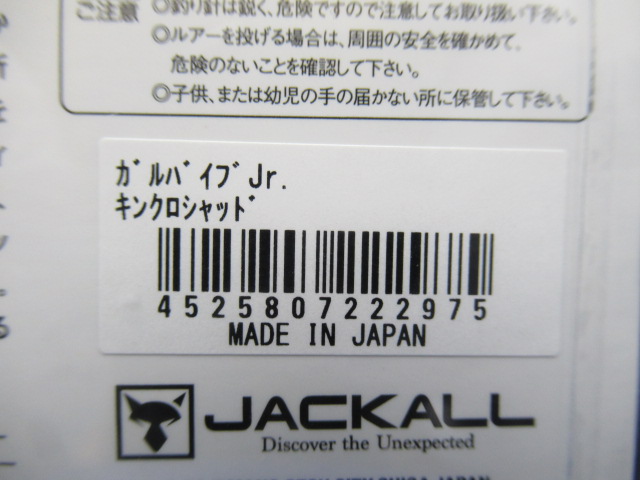 ご注意 ◎釣り針は鋭く、危険ですので注意してお取り扱い下さい。
◎ルアーを投げる場合は、周囲の安全を確かめて、
危険のないことを確認して下さい。
◎子供、または幼児の手の届かない所に保管して下さい。
ｶﾞﾙﾊﾞｲﾌﾞJr.
ｷﾝｸﾛｼｬｯﾄﾞ
4525807222975
MADE IN JAPAN
JACKALL
Discover the Unexpected